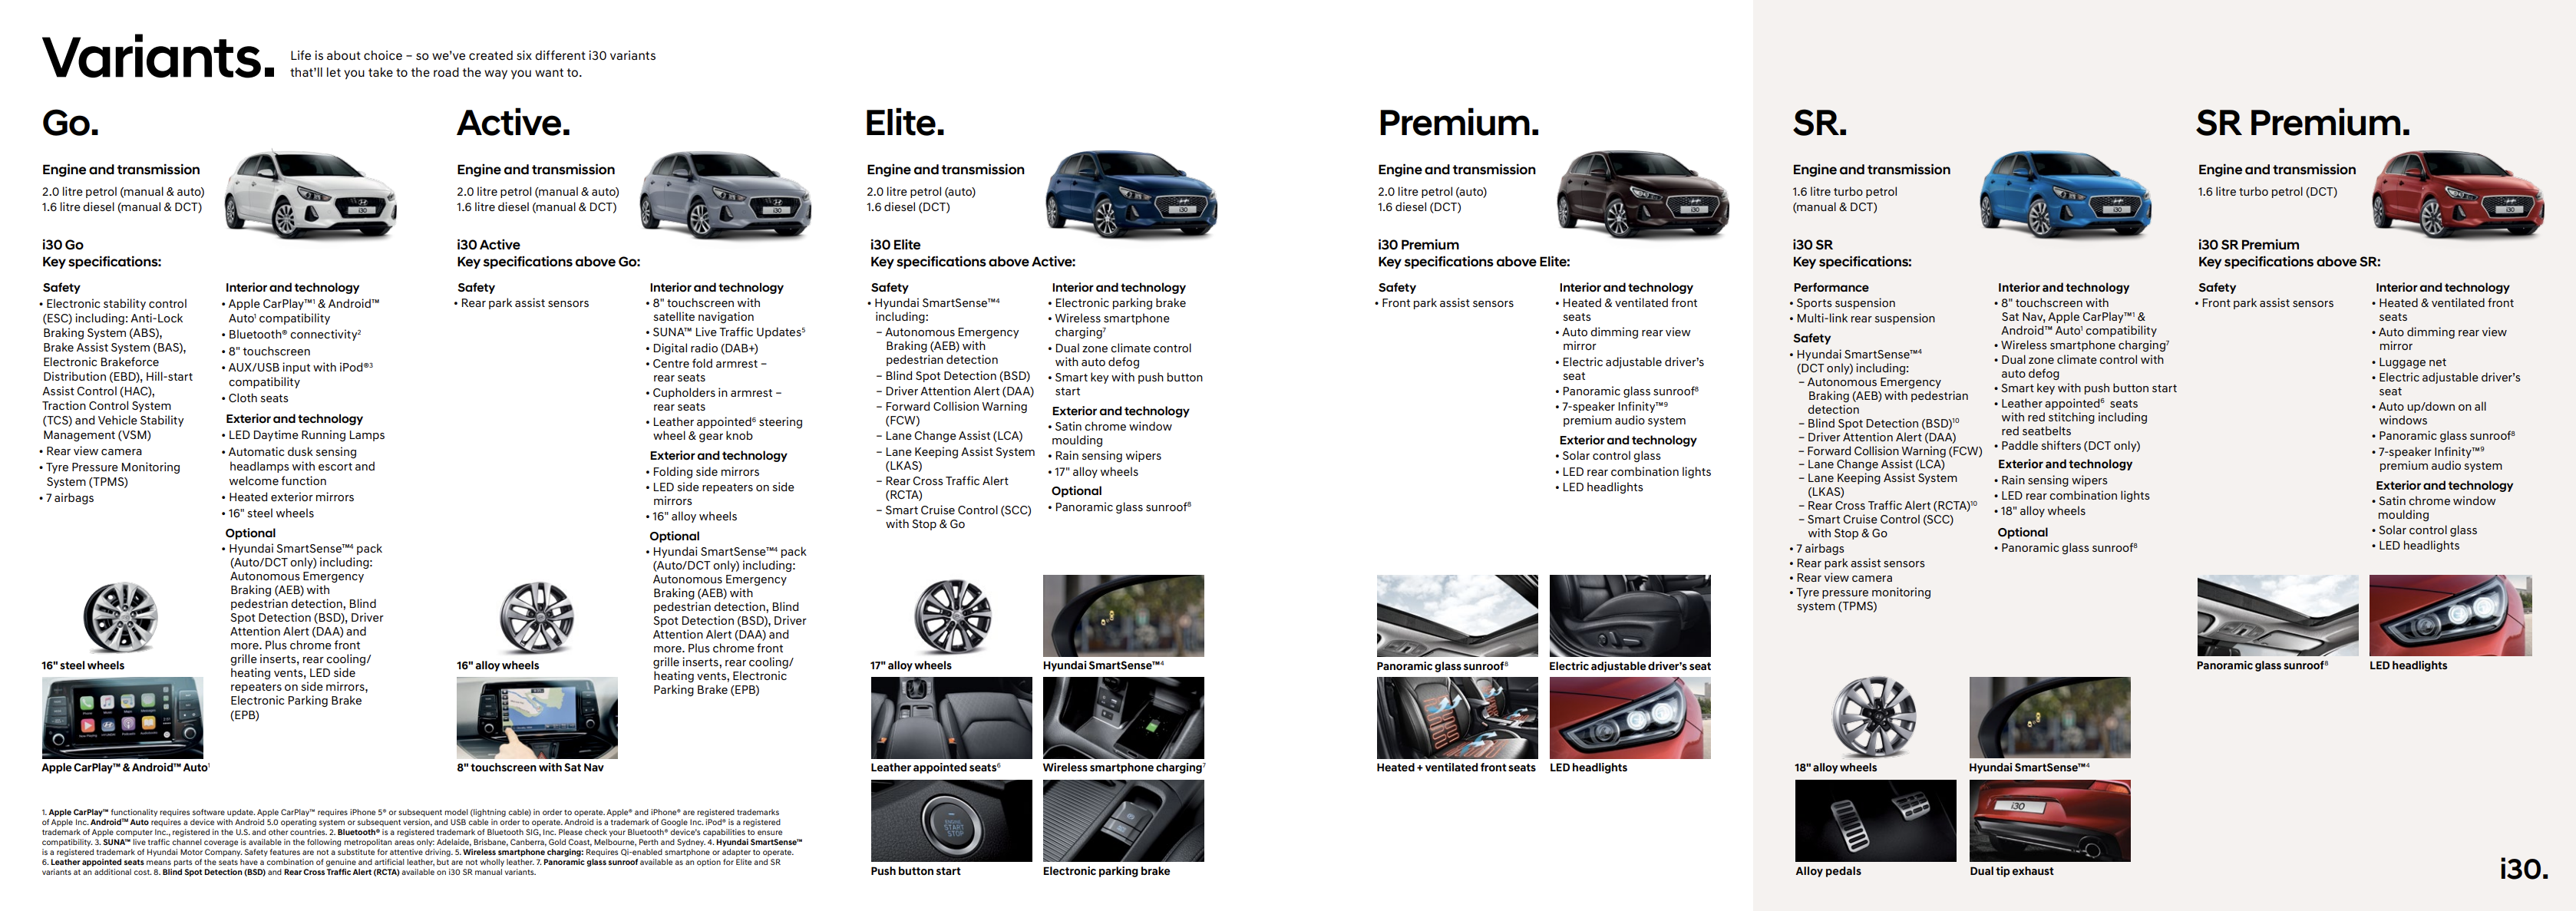 Variants.
Life is about choice – so we've created six different i30 variants
that'll let you take to the road the way you want to.
Go.
Engine and transmission
2.0 litre petrol (manual & auto)
1.6 litre diesel (manual & DCT)
i30 Go
Key specifications:
Safety
• Electronic stability control
(ESC) including: Anti-Lock
Braking System (ABS),
Brake Assist System (BAS),
Electronic Brakeforce
Distribution (EBD), Hill-start
Assist Control (HAC),
Traction Control System
(TCS) and Vehicle Stability
Management (VSM)
• Rear view camera
• Tyre Pressure Monitoring
System (TPMS)
• 7 airbags
Interior and technology
• Apple CarPlay™¹ & Android™
Auto¹ compatibility
• Bluetooth® connectivity²
• 8" touchscreen
• AUX/USB input with iPod®³
compatibility
• Cloth seats
Exterior and technology
• LED Daytime Running Lamps
• Automatic dusk sensing
headlamps with escort and
welcome function
• Heated exterior mirrors
• 16" steel wheels
Optional
• Hyundai SmartSense™⁴ pack
(Auto/DCT only) including:
Autonomous Emergency
Braking (AEB) with
pedestrian detection, Blind
Spot Detection (BSD), Driver
Attention Alert (DAA) and
more. Plus chrome front
grille inserts, rear cooling/
heating vents, LED side
repeaters on side mirrors,
Electronic Parking Brake
(EPB)
16" steel wheels
Apple CarPlay™ & Android™ Auto¹
Active.
Engine and transmission
2.0 litre petrol (manual & auto)
1.6 litre diesel (manual & DCT)
i30 Active
Key specifications above Go:
Safety
• Rear park assist sensors
Interior and technology
• 8" touchscreen with
satellite navigation
• SUNA™ Live Traffic Updates⁵
• Digital radio (DAB+)
• Centre fold armrest –
rear seats
• Cupholders in armrest –
rear seats
• Leather appointed⁶ steering
wheel & gear knob
Exterior and technology
• Folding side mirrors
• LED side repeaters on side
mirrors
• 16" alloy wheels
Optional
• Hyundai SmartSense™⁴ pack
(Auto/DCT only) including:
Autonomous Emergency
Braking (AEB) with
pedestrian detection, Blind
Spot Detection (BSD), Driver
Attention Alert (DAA) and
more. Plus chrome front
grille inserts, rear cooling/
heating vents, Electronic
Parking Brake (EPB)
16" alloy wheels
8" touchscreen with Sat Nav
Elite.
Engine and transmission
2.0 litre petrol (auto)
1.6 diesel (DCT)
i30 Elite
Key specifications above Active:
Safety
• Hyundai SmartSense™⁴
including:
– Autonomous Emergency
Braking (AEB) with
pedestrian detection
– Blind Spot Detection (BSD)
– Driver Attention Alert (DAA)
– Forward Collision Warning
(FCW)
– Lane Change Assist (LCA)
– Lane Keeping Assist System
(LKAS)
– Rear Cross Traffic Alert
(RCTA)
– Smart Cruise Control (SCC)
with Stop & Go
Interior and technology
• Electronic parking brake
• Wireless smartphone
charging⁷
• Dual zone climate control
with auto defog
• Smart key with push button
start
Exterior and technology
• Satin chrome window
moulding
• Rain sensing wipers
• 17" alloy wheels
Optional
• Panoramic glass sunroof⁸
17" alloy wheels
Hyundai SmartSense™⁴
Leather appointed seats⁶
Wireless smartphone charging⁷
ENGINE
START
STOP
Push button start
Electronic parking brake
Premium.
Engine and transmission
2.0 litre petrol (auto)
1.6 diesel (DCT)
i30 Premium
Key specifications above Elite:
Safety
• Front park assist sensors
Interior and technology
• Heated & ventilated front
seats
• Auto dimming rear view
mirror
• Electric adjustable driver's
seat
• Panoramic glass sunroof⁸
• 7-speaker Infinity™⁹
premium audio system
Exterior and technology
• Solar control glass
• LED rear combination lights
• LED headlights
Panoramic glass sunroof⁸
Electric adjustable driver's seat
Heated + ventilated front seats
LED headlights
SR.
Engine and transmission
1.6 litre turbo petrol
(manual & DCT)
i30 SR
Key specifications:
Performance
• Sports suspension
• Multi-link rear suspension
Safety
• Hyundai SmartSense™⁴
(DCT only) including:
– Autonomous Emergency
Braking (AEB) with pedestrian
detection
– Blind Spot Detection (BSD)¹⁰
– Driver Attention Alert (DAA)
– Forward Collision Warning (FCW)
– Lane Change Assist (LCA)
– Lane Keeping Assist System
(LKAS)
– Rear Cross Traffic Alert (RCTA)¹⁰
– Smart Cruise Control (SCC)
with Stop & Go
• 7 airbags
• Rear park assist sensors
• Rear view camera
• Tyre pressure monitoring
system (TPMS)
Interior and technology
• 8" touchscreen with
Sat Nav, Apple CarPlay™¹ &
Android™ Auto¹ compatibility
• Wireless smartphone charging⁷
• Dual zone climate control with
auto defog
• Smart key with push button start
• Leather appointed⁶ seats
with red stitching including
red seatbelts
• Paddle shifters (DCT only)
Exterior and technology
• Rain sensing wipers
• LED rear combination lights
• 18" alloy wheels
Optional
• Panoramic glass sunroof⁸
18" alloy wheels
Hyundai SmartSense™⁴
i30
Alloy pedals
Dual tip exhaust
SR Premium.
Engine and transmission
1.6 litre turbo petrol (DCT)
i30 SR Premium
Key specifications above SR:
Safety
• Front park assist sensors
Interior and technology
• Heated & ventilated front
seats
• Auto dimming rear view
mirror
• Luggage net
• Electric adjustable driver's
seat
• Auto up/down on all
windows
• Panoramic glass sunroof⁸
• 7-speaker Infinity™⁹
premium audio system
Exterior and technology
• Satin chrome window
moulding
• Solar control glass
• LED headlights
Panoramic glass sunroof⁸
LED headlights
1. Apple CarPlay™ functionality requires software update. Apple CarPlay™ requires iPhone 5® or subsequent model (lightning cable) in order to operate. Apple® and iPhone® are registered trademarks
of Apple Inc. Android™ Auto requires a device with Android 5.0 operating system or subsequent version, and USB cable in order to operate. Android is a trademark of Google Inc. iPod® is a registered
trademark of Apple computer Inc., registered in the U.S. and other countries. 2. Bluetooth® is a registered trademark of Bluetooth SIG, Inc. Please check your Bluetooth® device's capabilities to ensure
compatibility. 3. SUNA™ live traffic channel coverage is available in the following metropolitan areas only: Adelaide, Brisbane, Canberra, Gold Coast, Melbourne, Perth and Sydney. 4. Hyundai SmartSense™
is a registered trademark of Hyundai Motor Company. Safety features are not a substitute for attentive driving. 5. Wireless smartphone charging: Requires Qi-enabled smartphone or adapter to operate.
6. Leather appointed seats means parts of the seats have a combination of genuine and artificial leather, but are not wholly leather. 7. Panoramic glass sunroof available as an option for Elite and SR
variants at an additional cost. 8. Blind Spot Detection (BSD) and Rear Cross Traffic Alert (RCTA) available on i30 SR manual variants.
i30.